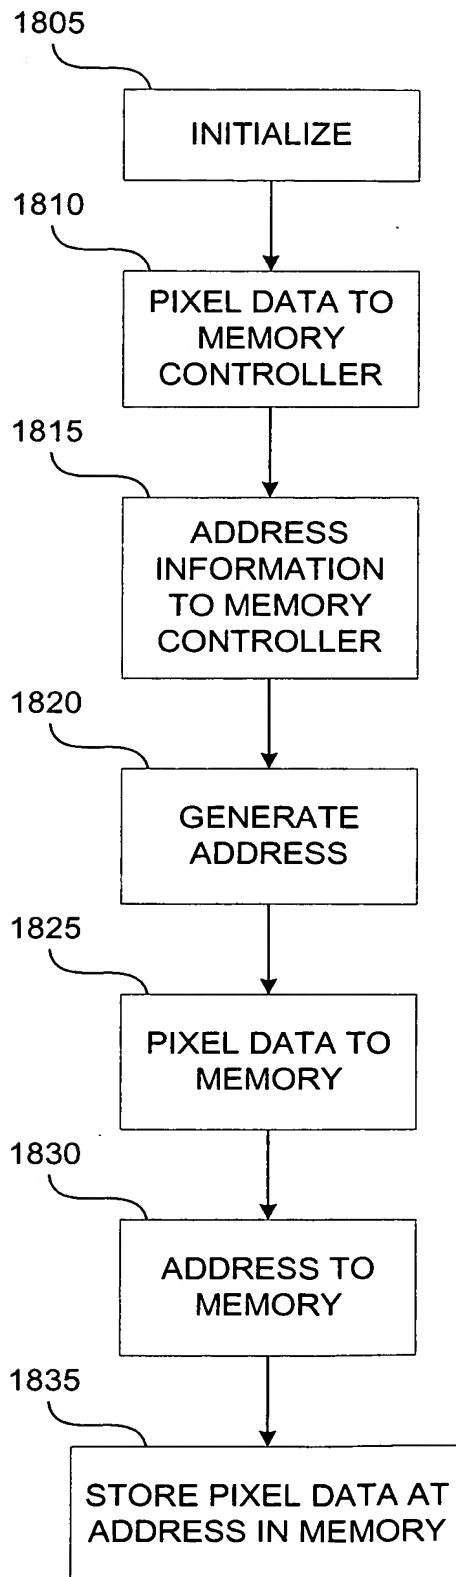 1805
INITIALIZE
1810
PIXEL DATA TO
MEMORY
CONTROLLER
1815
ADDRESS
INFORMATION
TO MEMORY
CONTROLLER
1820
GENERATE
ADDRESS
1825
PIXEL DATA TO
MEMORY
1830
ADDRESS TO
MEMORY
1835
STORE PIXEL DATA AT
ADDRESS IN MEMORY